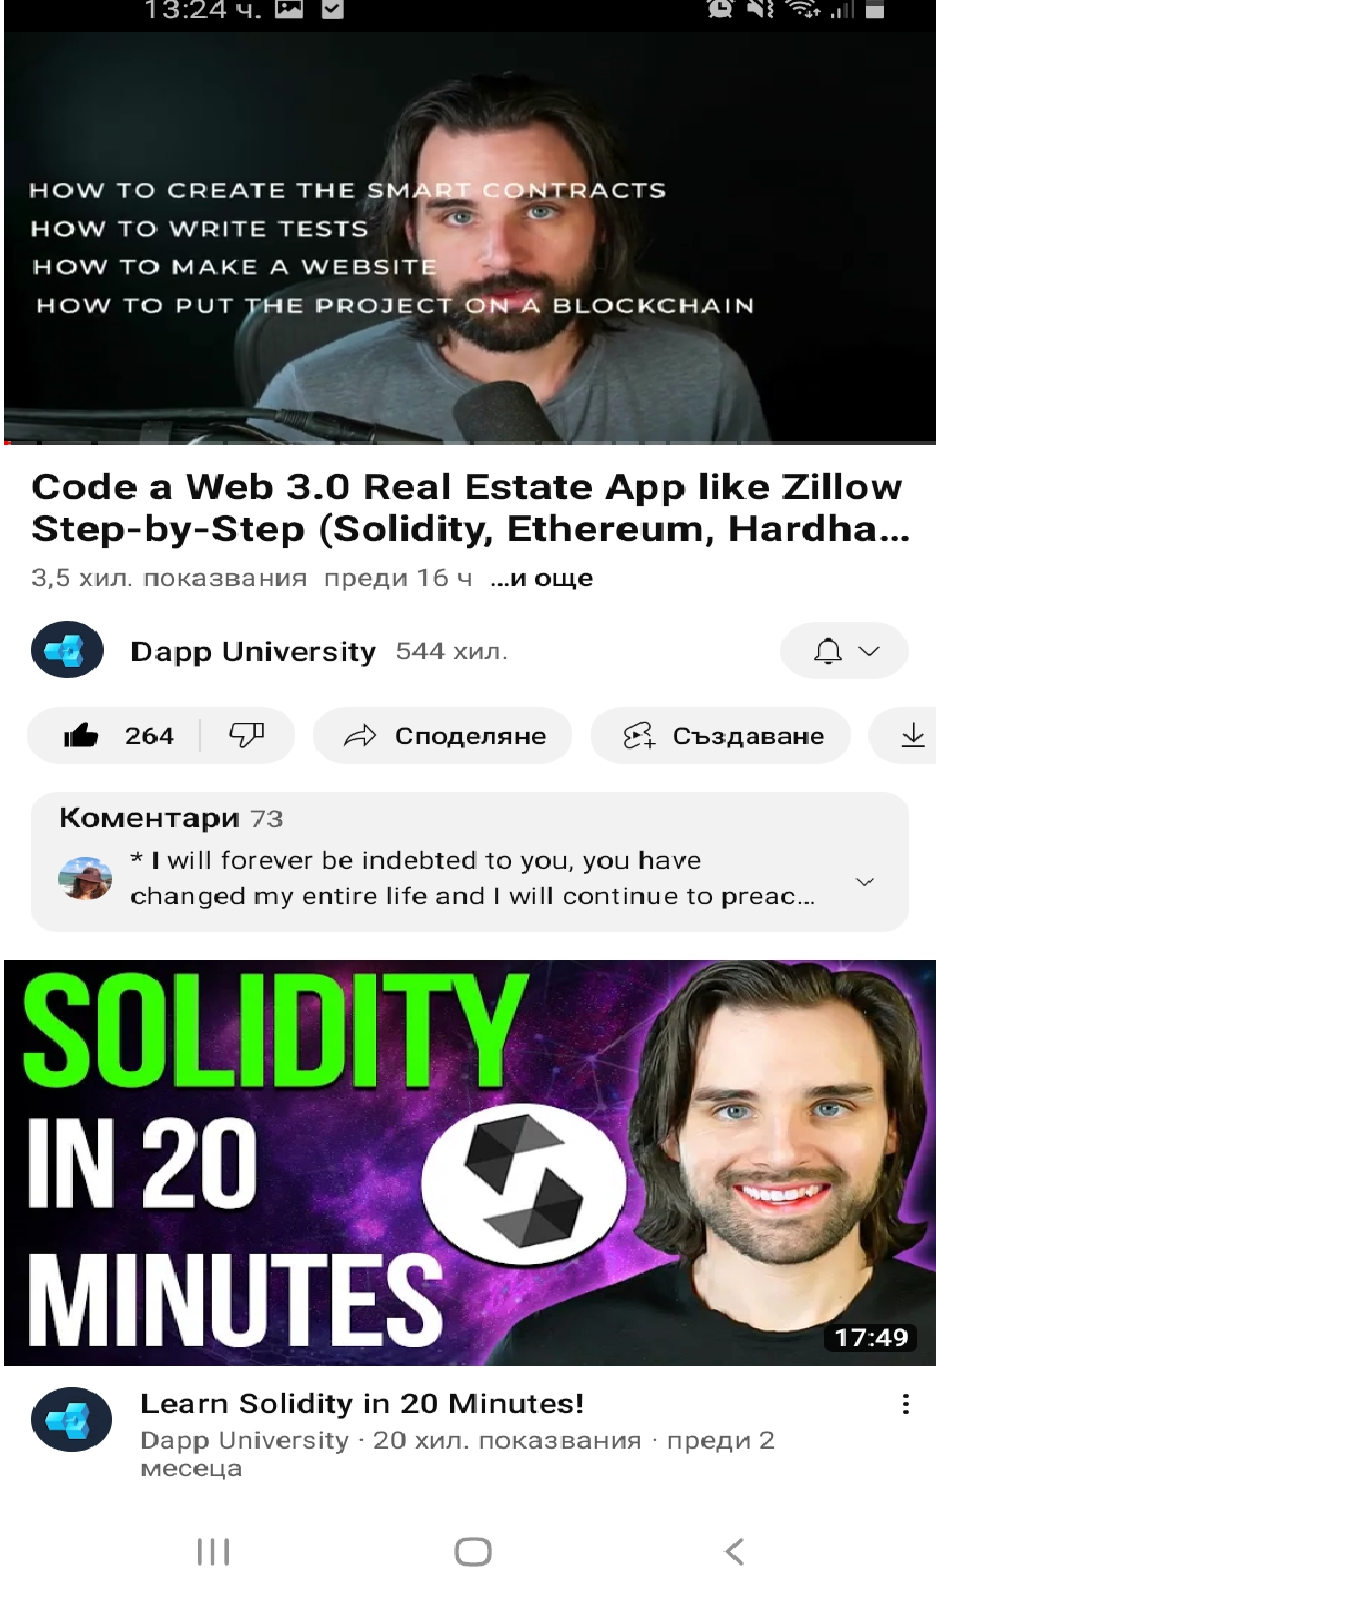 13:24 ч.
HOW TO CREATE THE SMART CONTRACTS
HOW TO WRITE TESTS
HOW TO MAKE A WEBSITE
HOW TO PUT THE PROJECT ON A BLOCKCHAIN
Code a Web 3.0 Real Estate App like Zillow
Step-by-Step (Solidity, Ethereum, Hardha...
3,5 хил. показвания преди 16 ч ...и още
Dapp University 544 хил.
264 Споделяне Създаване
Коментари 73
* I will forever be indebted to you, you have
changed my entire life and I will continue to preac...
SOLIDITY
IN 20
MINUTES
17:49
Learn Solidity in 20 Minutes!
Dapp University · 20 хил. показвания · преди 2
месеца